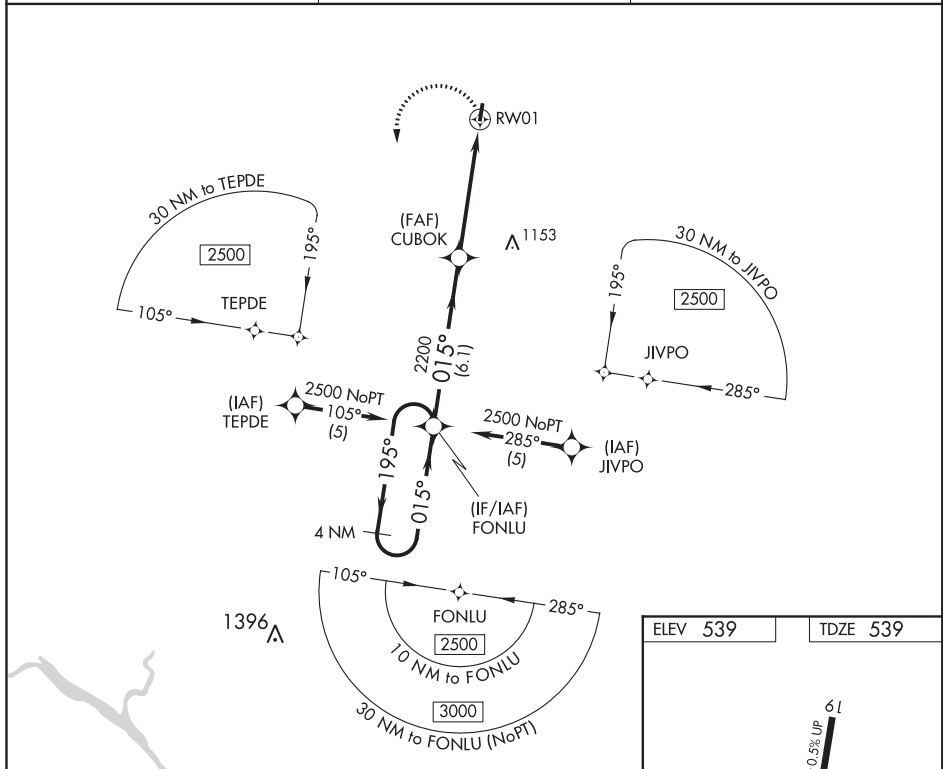 RW01
30 NM to TEPDE
2500
195°
TEPDE
105°
(FAF)
CUBOK
1153
30 NM to JIVPO
195°
2500
JIVPO
285°
2200
015°
(6.1)
(IAF)
TEPDE
2500 NoPT
105°
(5)
2500 NoPT
285°
(5)
(IAF)
JIVPO
195°
015°
(IF/IAF)
FONLU
4 NM
105°
285°
FONLU
2500
10 NM to FONLU
3000
30 NM to FONLU (NoPT)
1396
ELEV 539
TDZE 539
19
0.5% UP